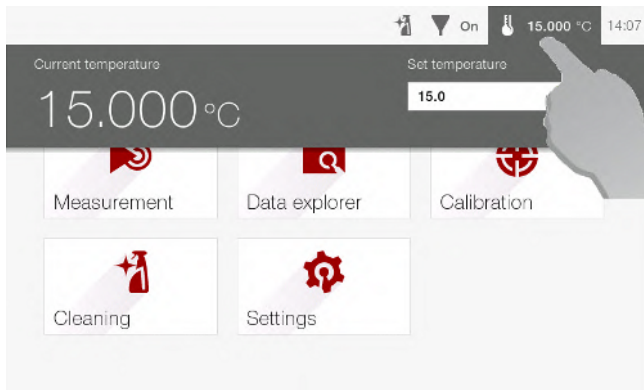 On 15.000 °C 14:07
Current temperature Set temperature
15.000 °C 15.0
Measurement Data explorer Calibration
Cleaning Settings